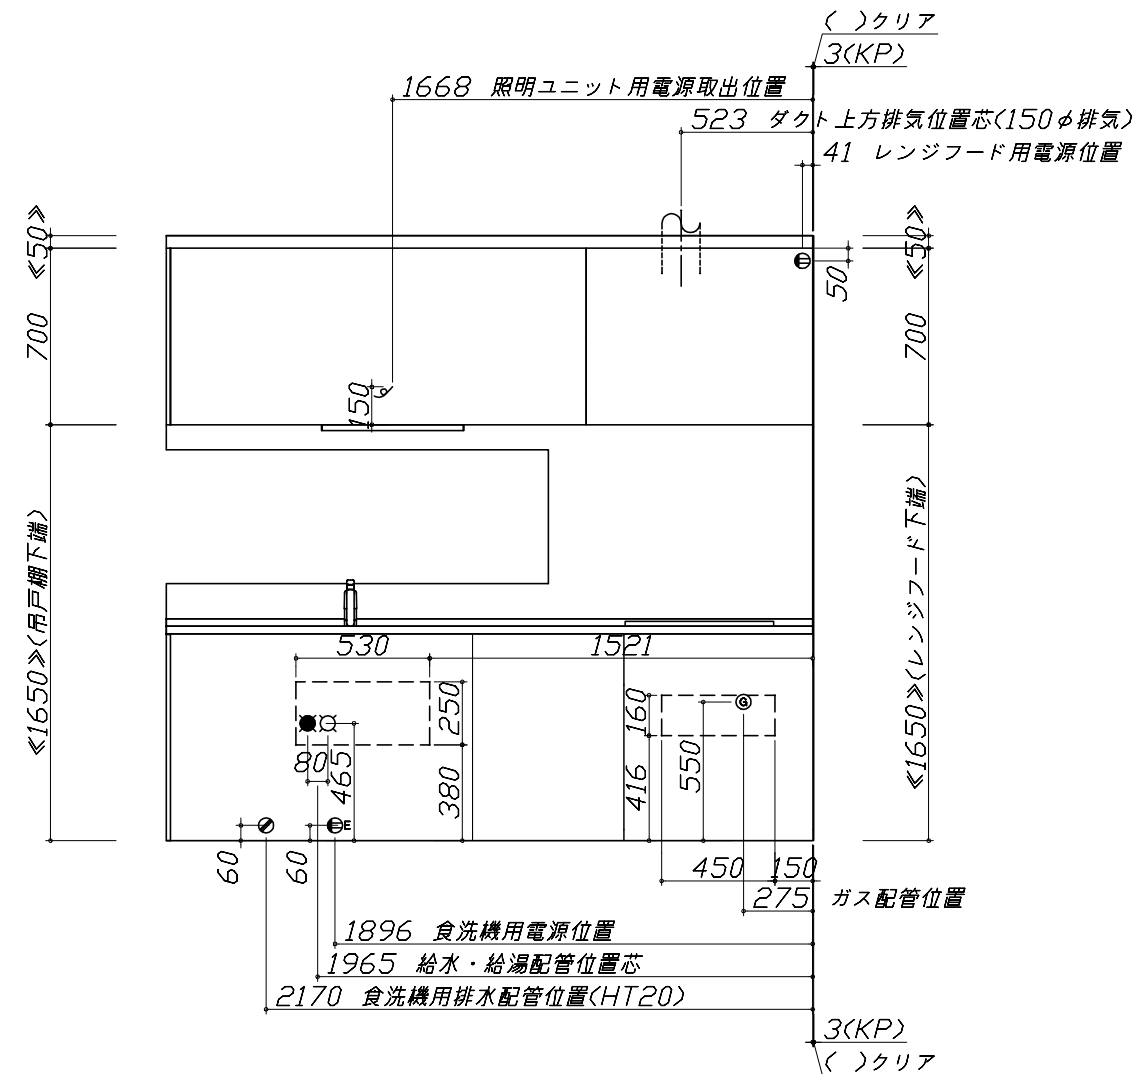 ( )クリア
3(KP)
1668 照明ユニット用電源取出位置
523 ダクト上方排気位置芯(150φ排気)
41 レンジフード用電源位置
≪50≫
≪50≫
50
700
700
150
≪1650≫(吊戸棚下端)
≪1650≫(レンジフード下端)
530
1521
250
160
G
80
465
380
416
550
E
60
60
450
150
275 ガス配管位置
1896 食洗機用電源位置
1965 給水・給湯配管位置芯
2170 食洗機用排水配管位置(HT20)
3(KP)
( )クリア